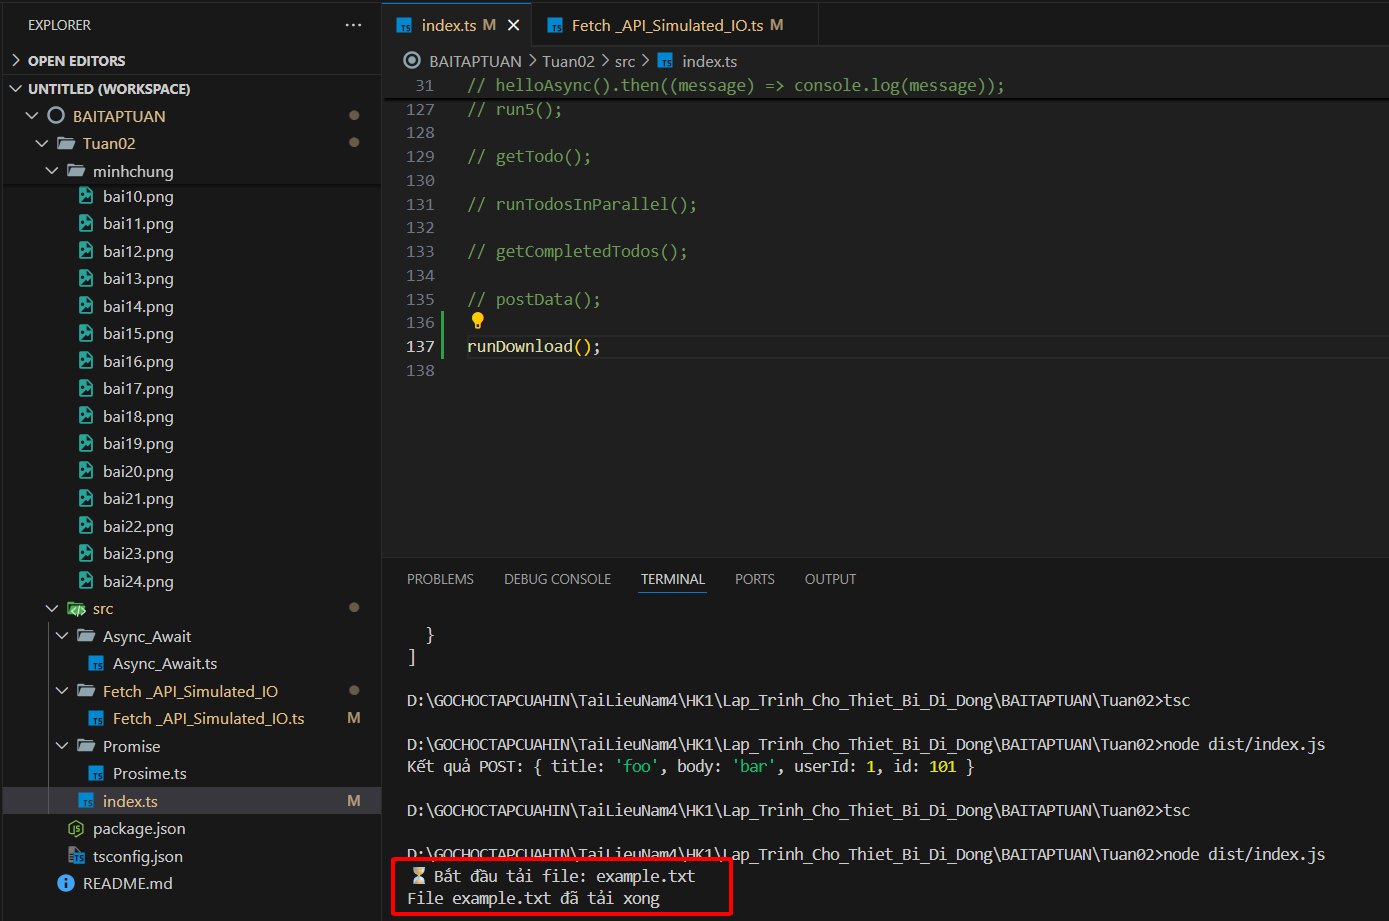 EXPLORER
OPEN EDITORS
UNTITLED (WORKSPACE)
BAITAPTUAN
Tuan02
minhchung
bai10.png
bai11.png
bai12.png
bai13.png
bai14.png
bai15.png
bai16.png
bai17.png
bai18.png
bai19.png
bai20.png
bai21.png
bai22.png
bai23.png
bai24.png
src
Async_Await
Async_Await.ts
Fetch _API_Simulated_IO
Fetch _API_Simulated_IO.ts M
Promise
Prosime.ts
index.ts M
package.json
tsconfig.json
README.md
index.ts M Fetch _API_Simulated_IO.ts M
BAITAPTUAN > Tuan02 > src > index.ts
31 // helloAsync().then((message) => console.log(message));
127 // run5();
128
129 // getTodo();
130
131 // runTodosInParallel();
132
133 // getCompletedTodos();
134
135 // postData();
136
137 runDownload();
138
PROBLEMS DEBUG CONSOLE TERMINAL PORTS OUTPUT
}
]
D:\GOCHOCTAPCUAHIN\TaiLieuNam4\HK1\Lap_Trinh_Cho_Thiet_Bi_Di_Dong\BAITAPTUAN\Tuan02>tsc
D:\GOCHOCTAPCUAHIN\TaiLieuNam4\HK1\Lap_Trinh_Cho_Thiet_Bi_Di_Dong\BAITAPTUAN\Tuan02>node dist/index.js
Kết quả POST: { title: 'foo', body: 'bar', userId: 1, id: 101 }
D:\GOCHOCTAPCUAHIN\TaiLieuNam4\HK1\Lap_Trinh_Cho_Thiet_Bi_Di_Dong\BAITAPTUAN\Tuan02>tsc
D:\GOCHOCTAPCUAHIN\TaiLieuNam4\HK1\Lap_Trinh_Cho_Thiet_Bi_Di_Dong\BAITAPTUAN\Tuan02>node dist/index.js
⏳ Bắt đầu tải file: example.txt
File example.txt đã tải xong